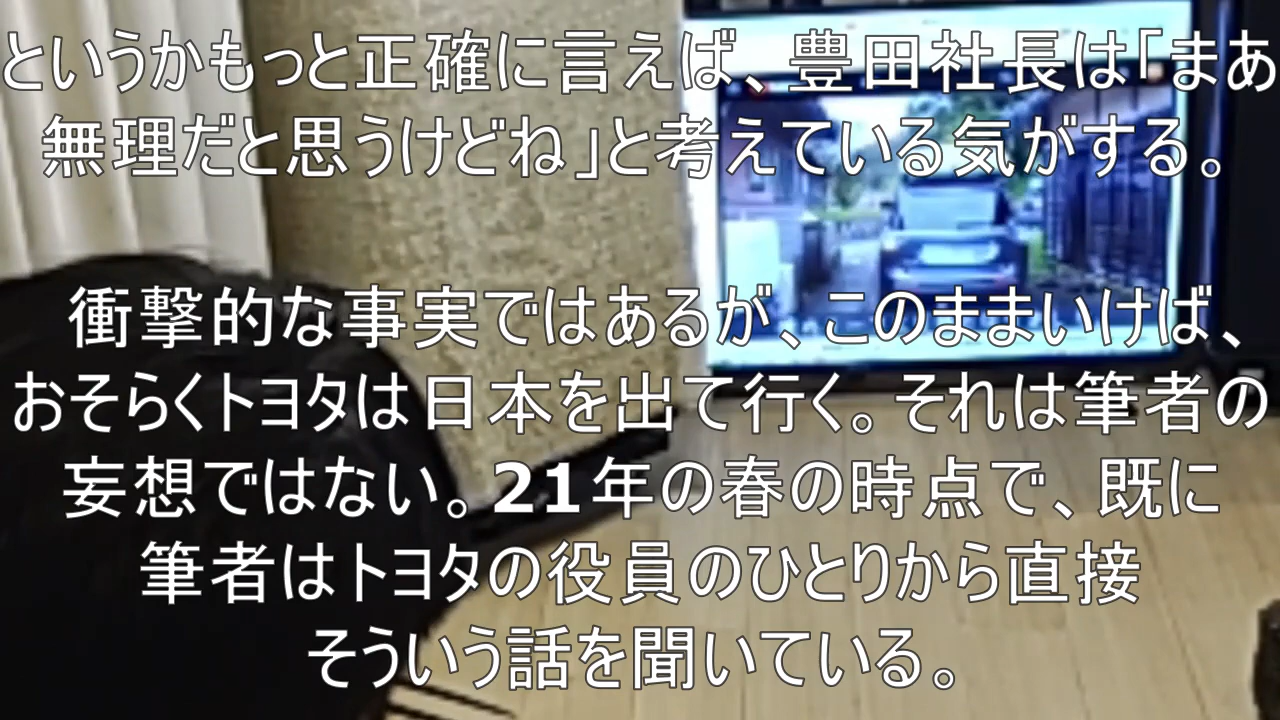 というかもっと正確に言えば、豊田社長は「まあ
無理だと思うけどね」と考えている気がする。
衝撃的な事実ではあるが、このままいけば、
おそらくトヨタは日本を出て行く。それは筆者の
妄想ではない。21年の春の時点で、既に
筆者はトヨタの役員のひとりから直接
そういう話を聞いている。